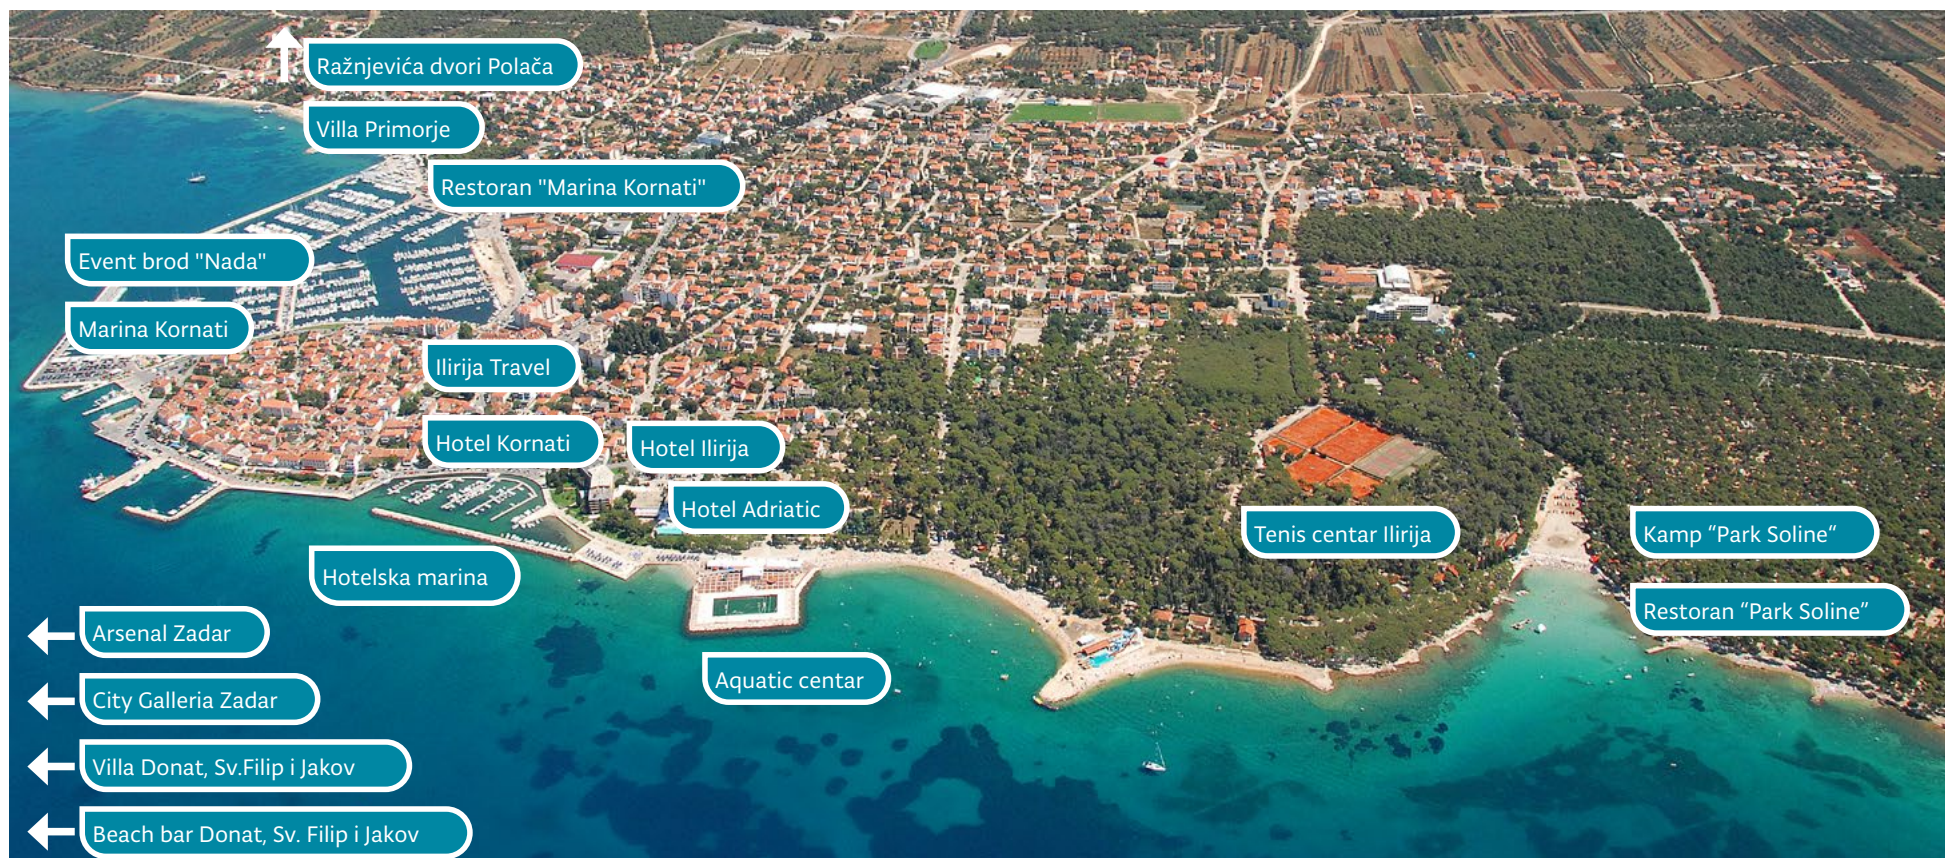 Ražnjevića dvori Polača
Villa Primorje
Restoran "Marina Kornati"
Event brod "Nada"
Marina Kornati
Ilirija Travel
Hotel Kornati
Hotel Ilirija
Hotel Adriatic
Tenis centar Ilirija
Kamp “Park Soline“
Hotelska marina
Restoran “Park Soline”
Arsenal Zadar
Aquatic centar
City Galleria Zadar
Villa Donat, Sv.Filip i Jakov
Beach bar Donat, Sv. Filip i Jakov